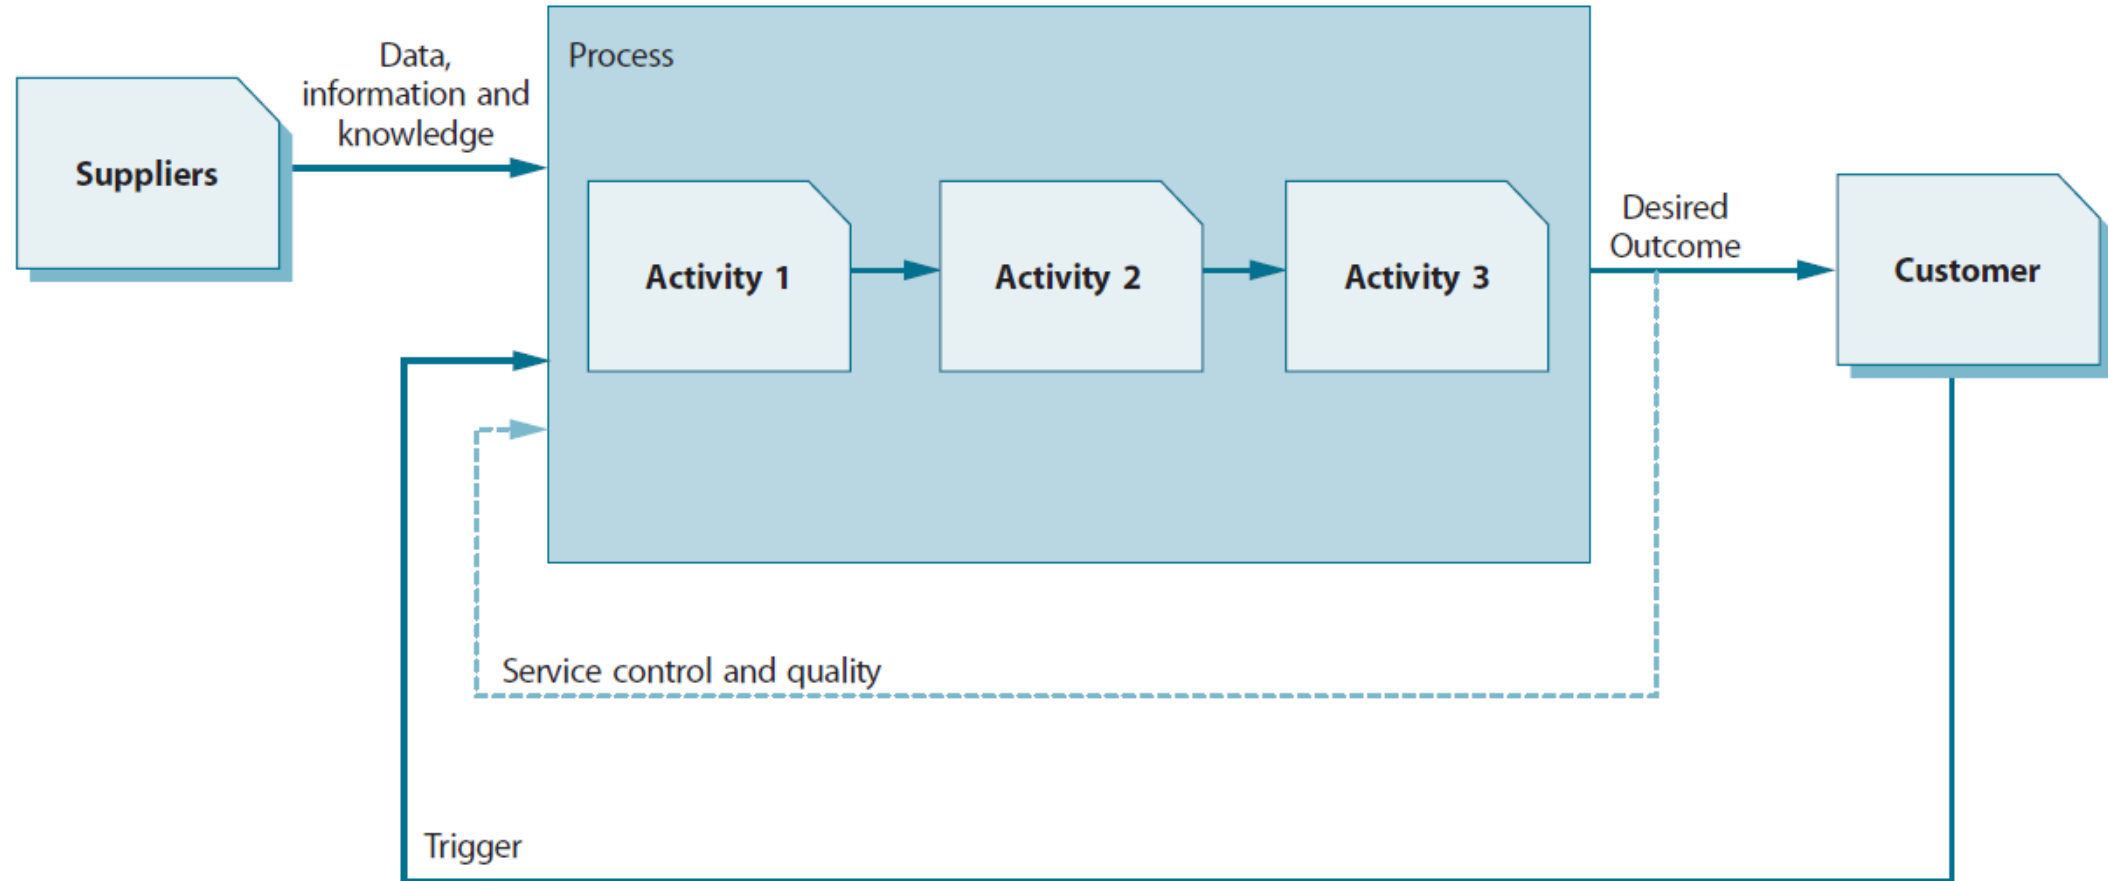 Data,
information and
knowledge
Suppliers
Process
Activity 1
Activity 2
Activity 3
Desired
Outcome
Customer
Service control and quality
Trigger